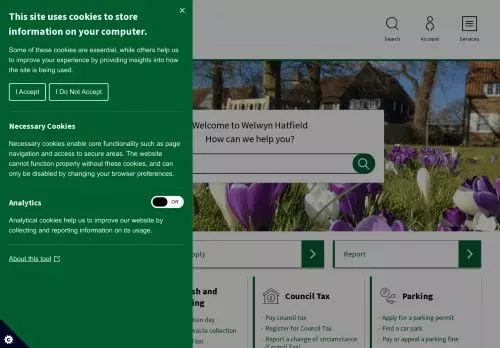 This site uses cookies to store
information on your computer.
Some of these cookies are essential, while others help us
to improve your experience by providing insights into how
the site is being used.
I Accept
I Do Not Accept
Necessary Cookies
Necessary cookies enable core functionality such as page
navigation and access to secure areas. The website
cannot function properly without these cookies, and can
only be disabled by changing your browser preferences.
Analytics
Off
Analytical cookies help us to improve our website by
collecting and reporting information on its usage.
About this tool
Search
Account
Services
Welcome to Welwyn Hatfield
How can we help you?
pply
Report
sh and
ing
tion day
waste collection
bin
Council Tax
- Pay council tax
- Register for Council Tax
- Report a change of circumstance
(Council Tax)
Parking
- Apply for a parking permit
- Find a car park
- Pay or appeal a parking fine